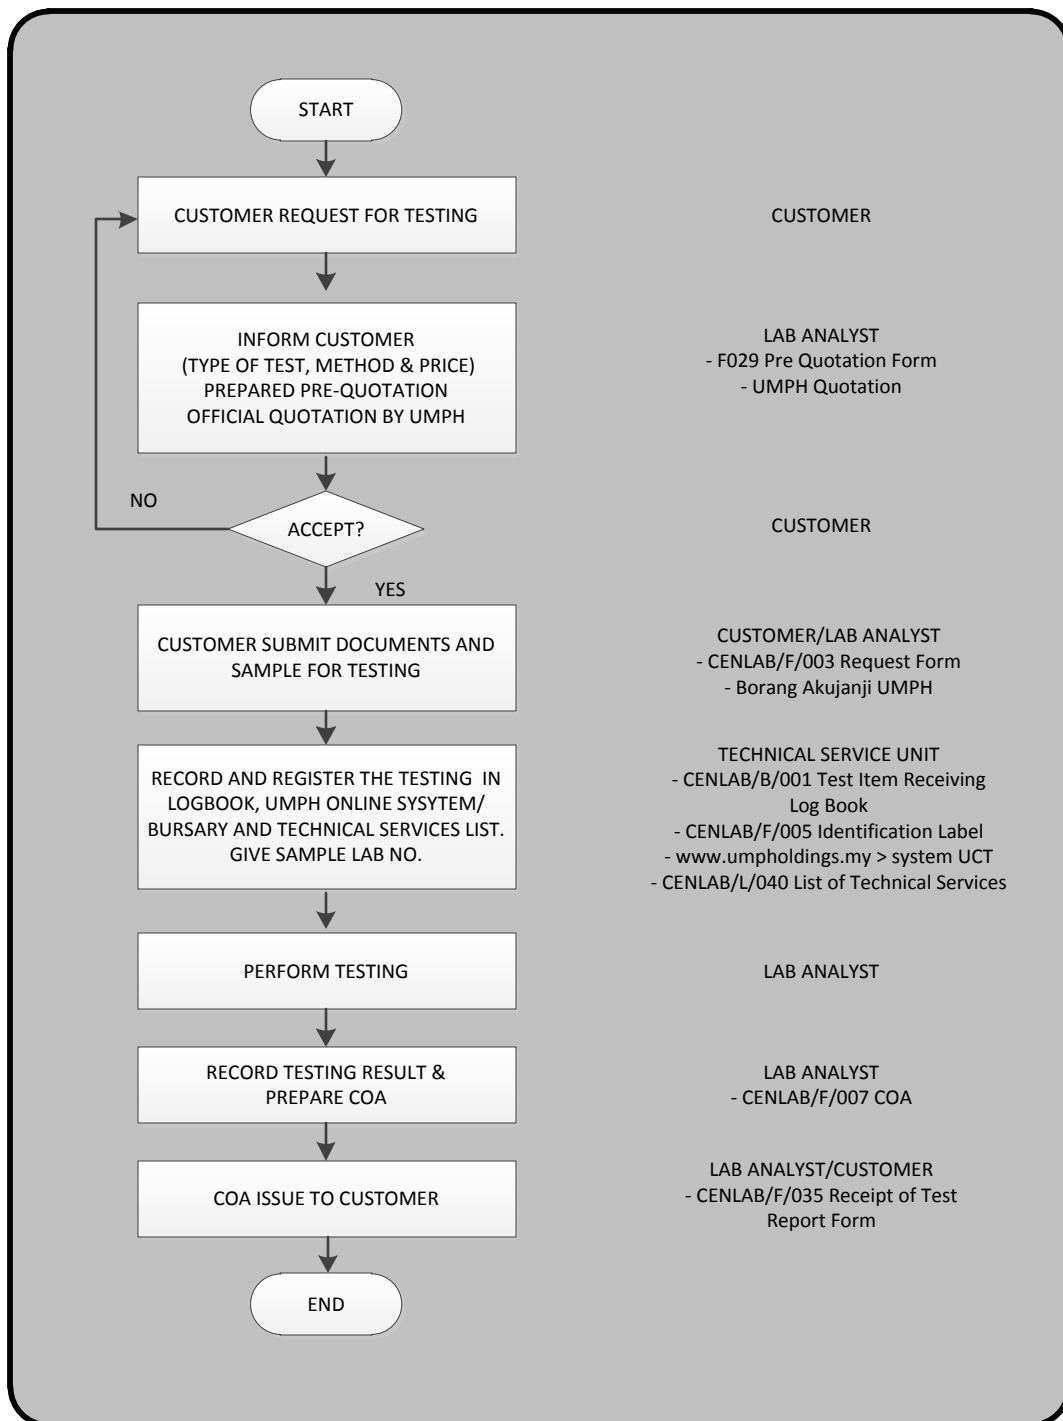 START
CUSTOMER REQUEST FOR TESTING
CUSTOMER
INFORM CUSTOMER
(TYPE OF TEST, METHOD & PRICE)
PREPARED PRE-QUOTATION
OFFICIAL QUOTATION BY UMPH
LAB ANALYST
- F029 Pre Quotation Form
- UMPH Quotation
NO
ACCEPT?
CUSTOMER
YES
CUSTOMER SUBMIT DOCUMENTS AND
SAMPLE FOR TESTING
CUSTOMER/LAB ANALYST
- CENLAB/F/003 Request Form
- Borang Akujanji UMPH
RECORD AND REGISTER THE TESTING IN
LOGBOOK, UMPH ONLINE SYSYTEM/
BURSARY AND TECHNICAL SERVICES LIST.
GIVE SAMPLE LAB NO.
TECHNICAL SERVICE UNIT
- CENLAB/B/001 Test Item Receiving
Log Book
- CENLAB/F/005 Identification Label
- www.umpholdings.my > system UCT
- CENLAB/L/040 List of Technical Services
PERFORM TESTING
LAB ANALYST
RECORD TESTING RESULT &
PREPARE COA
LAB ANALYST
- CENLAB/F/007 COA
COA ISSUE TO CUSTOMER
LAB ANALYST/CUSTOMER
- CENLAB/F/035 Receipt of Test
Report Form
END